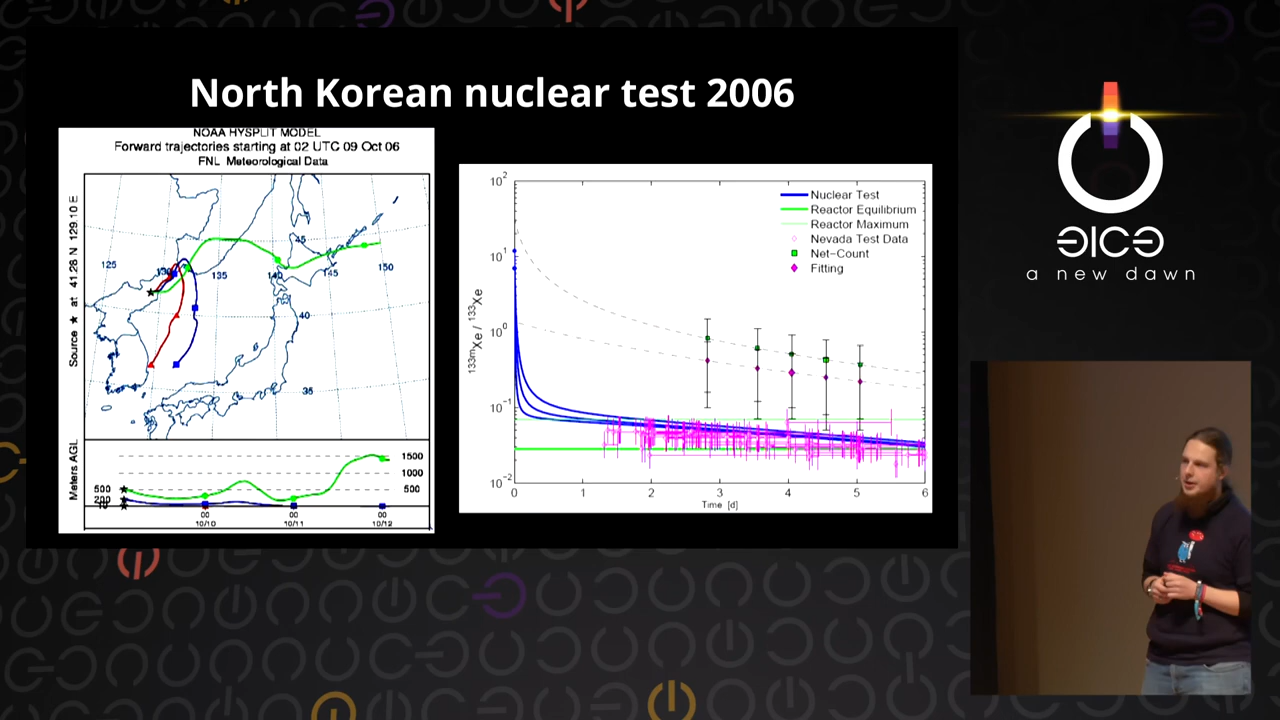 North Korean nuclear test 2006
NOAA HYSPLIT MODEL
Forward trajectories starting at 02 UTC 09 Oct 06
FNL Meteorological Data
Source ★ at 41.28 N 129.10 E
125
130
135
140
145
150
45
40
35
Meters AGL
1500
1000
500
500
200
10
00
10/10
00
10/11
00
10/12
10²
10¹
10⁰
10⁻¹
10⁻²
¹³³ᵐXe / ¹³³Xe
Nuclear Test
Reactor Equilibrium
Reactor Maximum
Nevada Test Data
Net-Count
Fitting
0 1 2 3 4 5 6
Time [d]
a new dawn